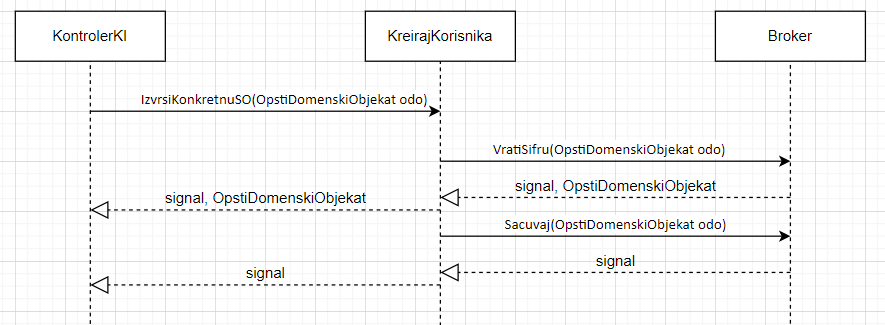 KontrolerKI
KreirajKorisnika
Broker
IzvrsiKonkretnuSO(OpstiDomenskiObjekat odo)
VratiSifru(OpstiDomenskiObjekat odo)
signal, OpstiDomenskiObjekat
signal, OpstiDomenskiObjekat
Sacuvaj(OpstiDomenskiObjekat odo)
signal
signal